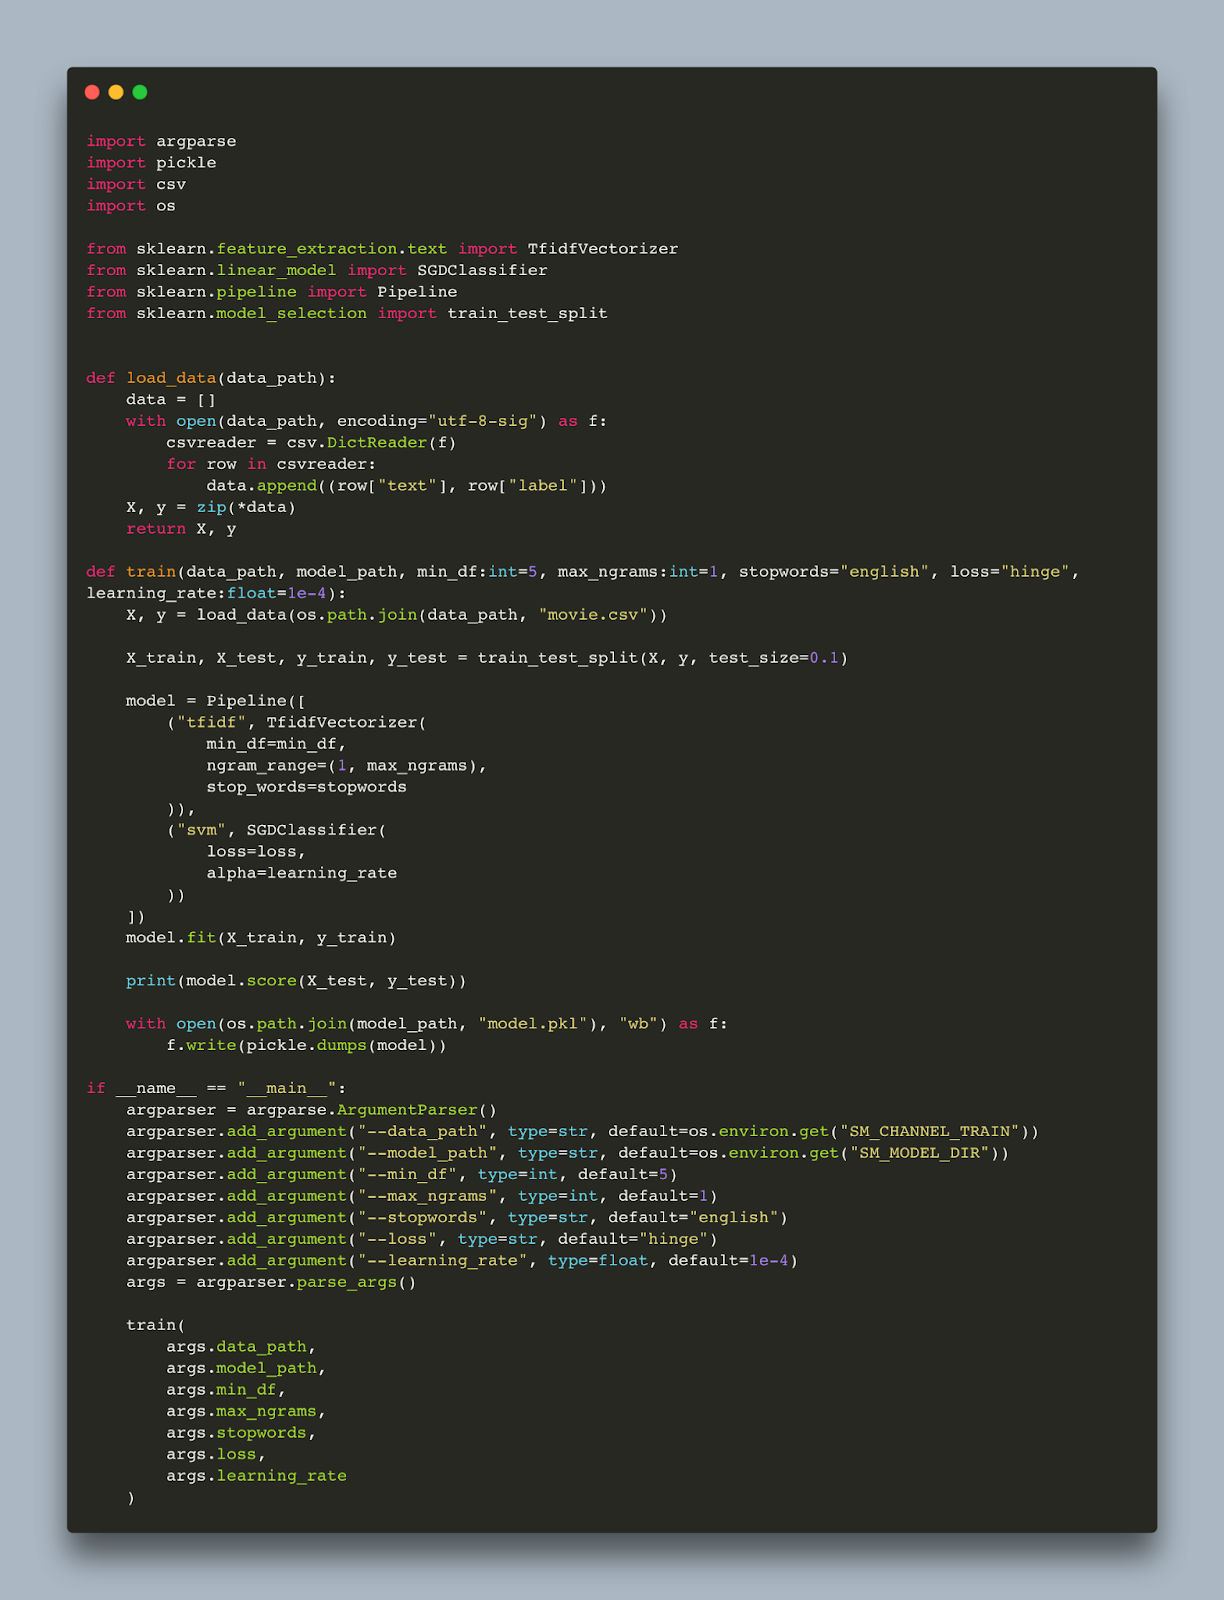 import argparse
import pickle
import csv
import os
from sklearn.feature_extraction.text import TfidfVectorizer
from sklearn.linear_model import SGDClassifier
from sklearn.pipeline import Pipeline
from sklearn.model_selection import train_test_split
def load_data(data_path):
    data = []
    with open(data_path, encoding="utf-8-sig") as f:
        csvreader = csv.DictReader(f)
        for row in csvreader:
            data.append((row["text"], row["label"]))
    X, y = zip(*data)
    return X, y
def train(data_path, model_path, min_df:int=5, max_ngrams:int=1, stopwords="english", loss="hinge",
learning_rate:float=1e-4):
    X, y = load_data(os.path.join(data_path, "movie.csv"))
    X_train, X_test, y_train, y_test = train_test_split(X, y, test_size=0.1)
    model = Pipeline([
        ("tfidf", TfidfVectorizer(
            min_df=min_df,
            ngram_range=(1, max_ngrams),
            stop_words=stopwords
        )),
        ("svm", SGDClassifier(
            loss=loss,
            alpha=learning_rate
        ))
    ])
    model.fit(X_train, y_train)
    print(model.score(X_test, y_test))
    with open(os.path.join(model_path, "model.pkl"), "wb") as f:
        f.write(pickle.dumps(model))
if __name__ == "__main__":
    argparser = argparse.ArgumentParser()
    argparser.add_argument("--data_path", type=str, default=os.environ.get("SM_CHANNEL_TRAIN"))
    argparser.add_argument("--model_path", type=str, default=os.environ.get("SM_MODEL_DIR"))
    argparser.add_argument("--min_df", type=int, default=5)
    argparser.add_argument("--max_ngrams", type=int, default=1)
    argparser.add_argument("--stopwords", type=str, default="english")
    argparser.add_argument("--loss", type=str, default="hinge")
    argparser.add_argument("--learning_rate", type=float, default=1e-4)
    args = argparser.parse_args()
    train(
        args.data_path,
        args.model_path,
        args.min_df,
        args.max_ngrams,
        args.stopwords,
        args.loss,
        args.learning_rate
    )